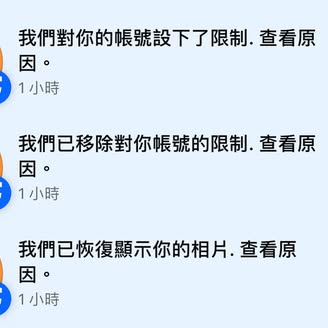 我們對你的帳號設下了限制. 查看原
因。
1 小時
我們已移除對你帳號的限制. 查看原
因。
1 小時
我們已恢復顯示你的相片. 查看原
因。
1 小時